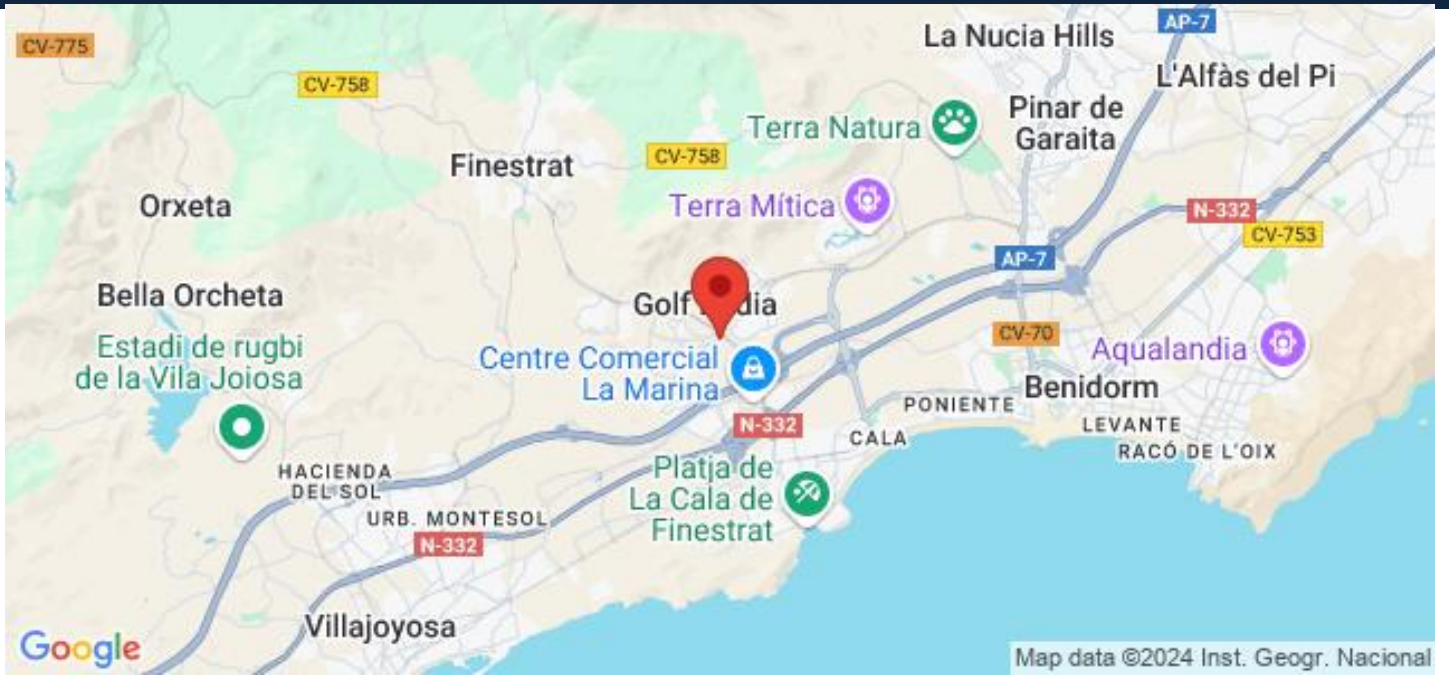 CV-775
CV-758
La Nucia Hills
AP-7
L'Alfàs del Pi
Pinar de
Garaita
Terra Natura
Finestrat
CV-758
Orxeta
Terra Mítica
N-332
CV-753
AP-7
Bella Orcheta
Golf
dia
CV-70
Estadi de rugbi
de la Vila Joiosa
Centre Comercial
La Marina
Aqualandia
Benidorm
PONIENTE
LEVANTE
RACÓ DE L'OIX
N-332
CALA
HACIENDA
DEL SOL
Platja de
La Cala de
Finestrat
URB. MONTESOL
N-332
Villajoyosa
Google
Map data ©2024 Inst. Geogr. Nacional